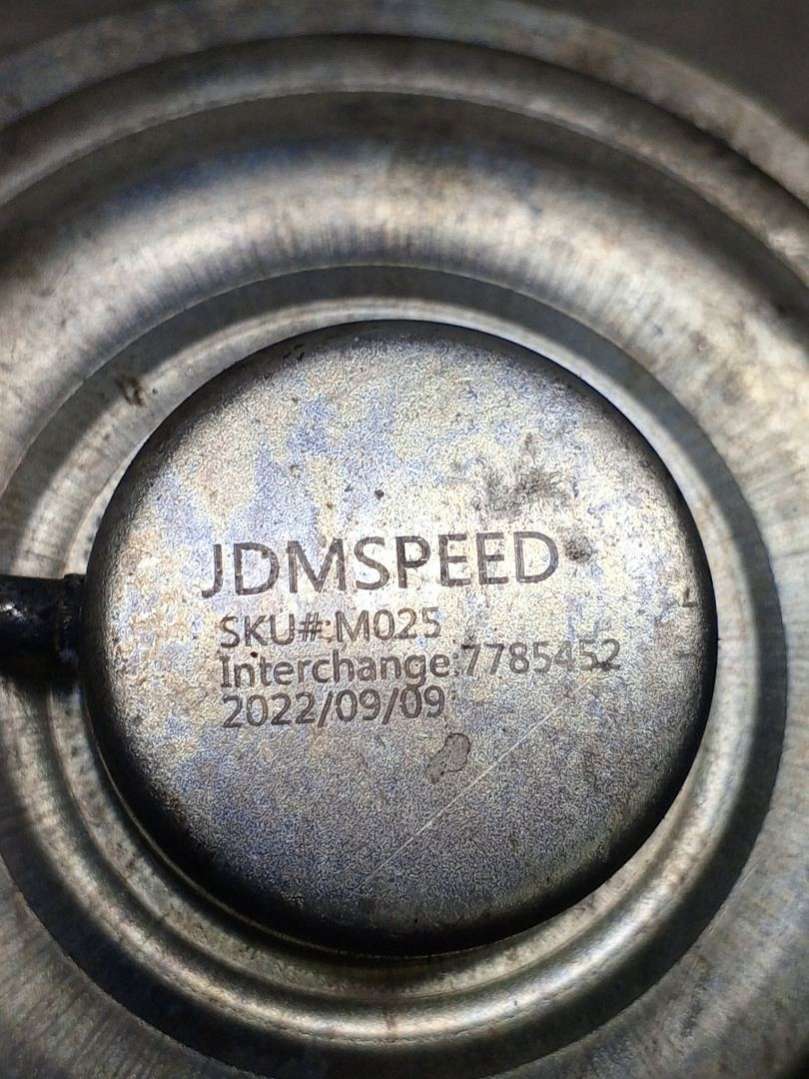 JDMSPEED
SKU#:M025
Interchange:7785452
2022/09/09